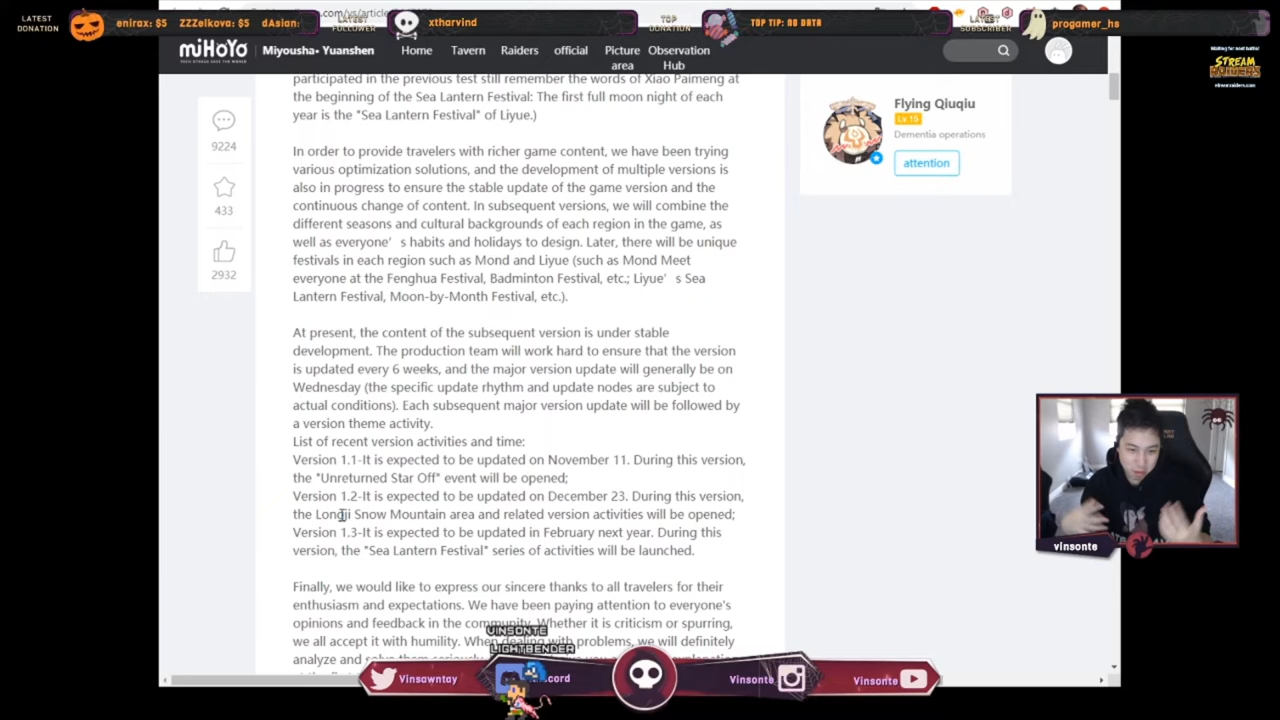 LATEST DONATION
enirax: $5 ZZZelkova: $5 dAsian:
LATEST FOLLOWER
xtharvind
TOP DONATION
TOP TIP: NO DATA
LATEST SUBSCRIBER
progamer_hs
miHoYo
TECH OTAKUS SAVE THE WORLD
Miyousha• Yuanshen
Home Tavern Raiders official Picture area Observation Hub
STREAM RAIDERS
participated in the previous test still remember the words of Xiao Paimeng at
the beginning of the Sea Lantern Festival: The first full moon night of each
year is the "Sea Lantern Festival" of Liyue.)
In order to provide travelers with richer game content, we have been trying
various optimization solutions, and the development of multiple versions is
also in progress to ensure the stable update of the game version and the
continuous change of content. In subsequent versions, we will combine the
different seasons and cultural backgrounds of each region in the game, as
well as everyone' s habits and holidays to design. Later, there will be unique
festivals in each region such as Mond and Liyue (such as Mond Meet
everyone at the Fenghua Festival, Badminton Festival, etc.; Liyue' s Sea
Lantern Festival, Moon-by-Month Festival, etc.).
At present, the content of the subsequent version is under stable
development. The production team will work hard to ensure that the version
is updated every 6 weeks, and the major version update will generally be on
Wednesday (the specific update rhythm and update nodes are subject to
actual conditions). Each subsequent major version update will be followed by
a version theme activity.
List of recent version activities and time:
Version 1.1-It is expected to be updated on November 11. During this version,
the "Unreturned Star Off" event will be opened;
Version 1.2-It is expected to be updated on December 23. During this version,
the Longji Snow Mountain area and related version activities will be opened;
Version 1.3-It is expected to be updated in February next year. During this
version, the "Sea Lantern Festival" series of activities will be launched.
Finally, we would like to express our sincere thanks to all travelers for their
enthusiasm and expectations. We have been paying attention to everyone's
opinions and feedback in the community. Whether it is criticism or spurring,
we all accept it with humility. When dealing with problems, we will definitely
analyze and
9224
433
2932
Flying Qiuqiu
Lv.15
Dementia operations
attention
vinsonte
VINSONTE
LIGHTBENDER
Vinsawntay
cord
Vinsonte
Vinsonte